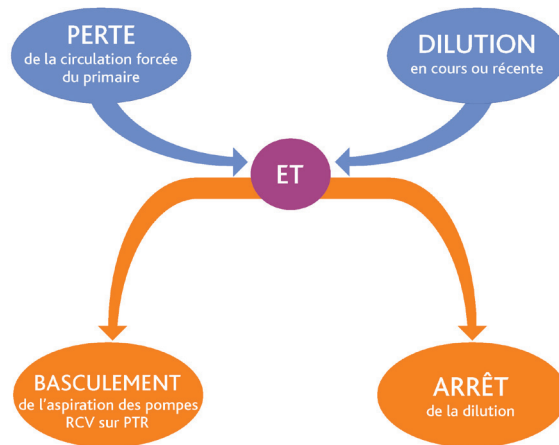 PERTE
de la circulation forcée
du primaire
DILUTION
en cours ou récente
ET
BASCULEMENT
de l'aspiration des pompes
RCV sur PTR
ARRÊT
de la dilution